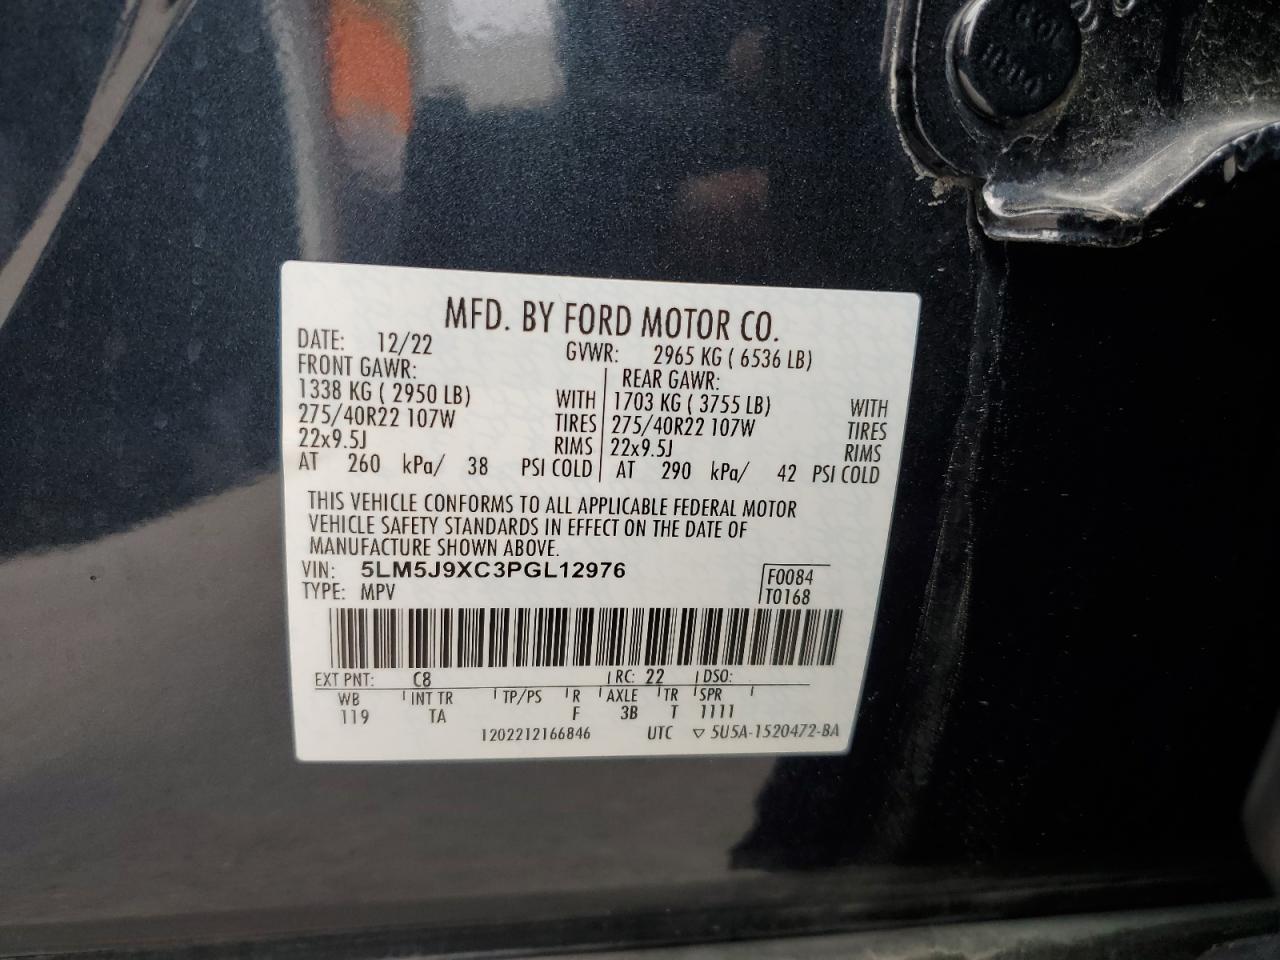 MFD. BY FORD MOTOR CO.
DATE: 12/22 GVWR: 2965 KG ( 6536 LB)
FRONT GAWR: REAR GAWR:
1338 KG ( 2950 LB) WITH 1703 KG ( 3755 LB) WITH
275/40R22 107W TIRES 275/40R22 107W TIRES
22x9.5J RIMS 22x9.5J RIMS
AT 260 kPa/ 38 PSI COLD AT 290 kPa/ 42 PSI COLD
THIS VEHICLE CONFORMS TO ALL APPLICABLE FEDERAL MOTOR
VEHICLE SAFETY STANDARDS IN EFFECT ON THE DATE OF
MANUFACTURE SHOWN ABOVE.
VIN: 5LM5J9XC3PGL12976 F0084
TYPE: MPV T0168
EXT PNT: C8 RC: 22 DSO:
WB INT TR TP/PS R AXLE TR SPR
119 TA F 3B T 1111
1202212166846 UTC ▽ 5U5A-1520472-BA